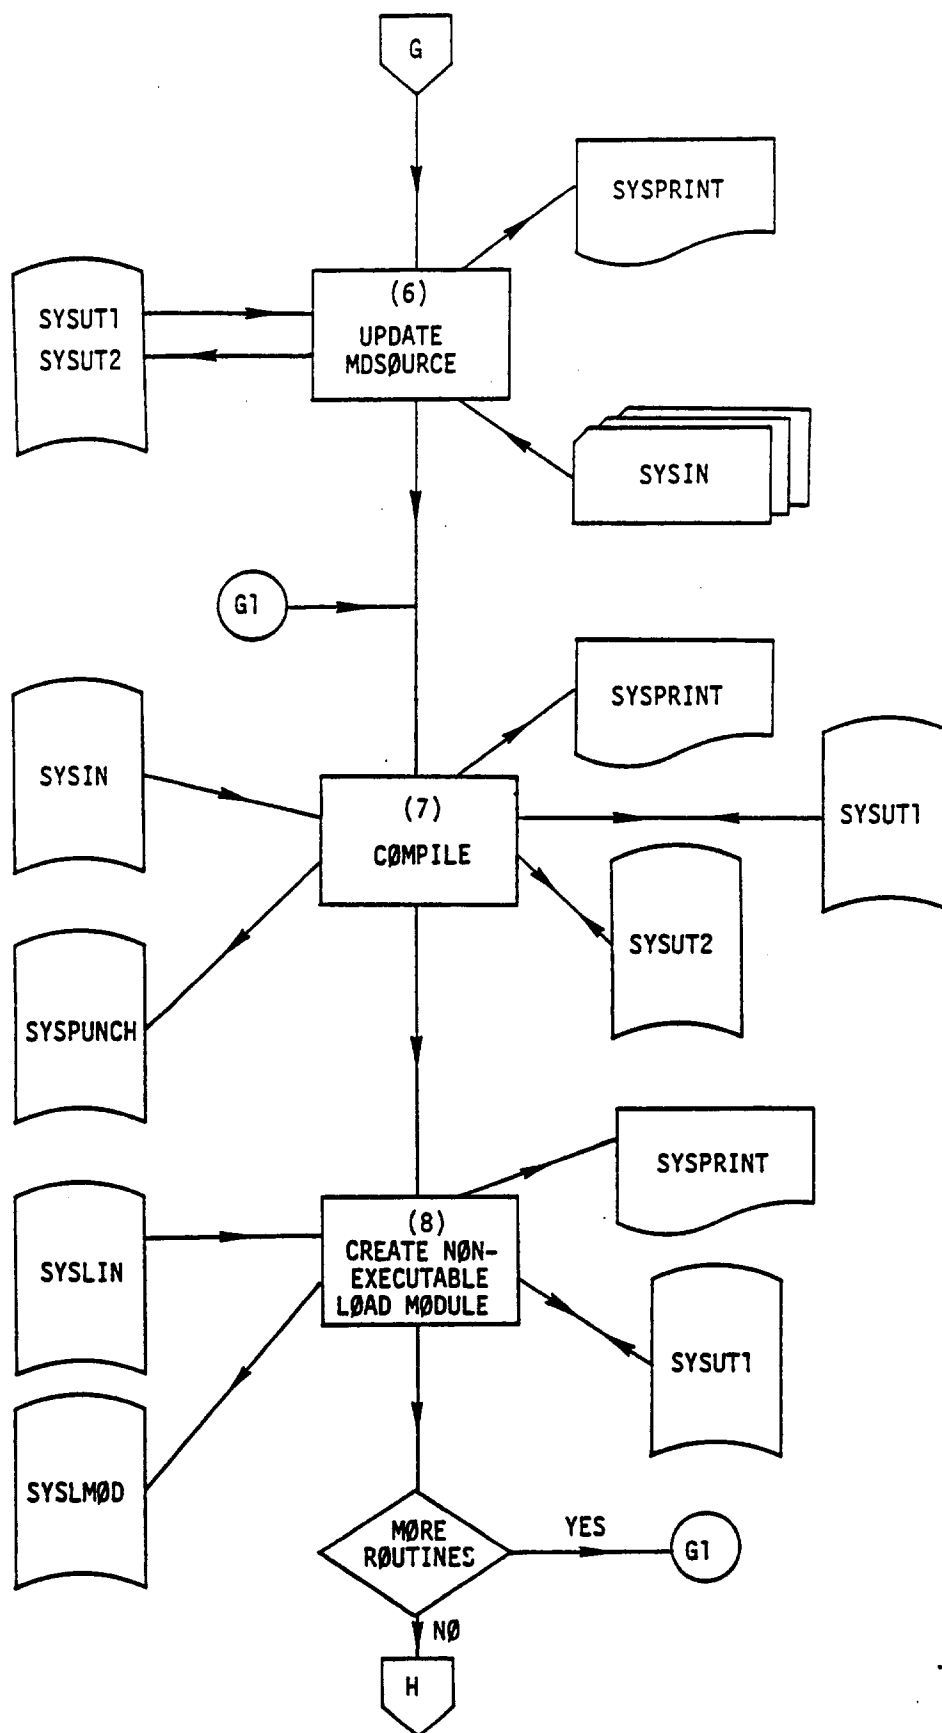 G
SYSPRINT
SYSUT1
SYSUT2
(6)
UPDATE
MDSØURCE
SYSIN
G1
SYSPRINT
SYSIN
(7)
CØMPILE
SYSUT1
SYSUT2
SYSPUNCH
SYSPRINT
SYSLIN
(8)
CREATE NØN-
EXECUTABLE
LØAD MØDULE
SYSUT1
SYSLMØD
MØRE
RØUTINES
YES
G1
NØ
H